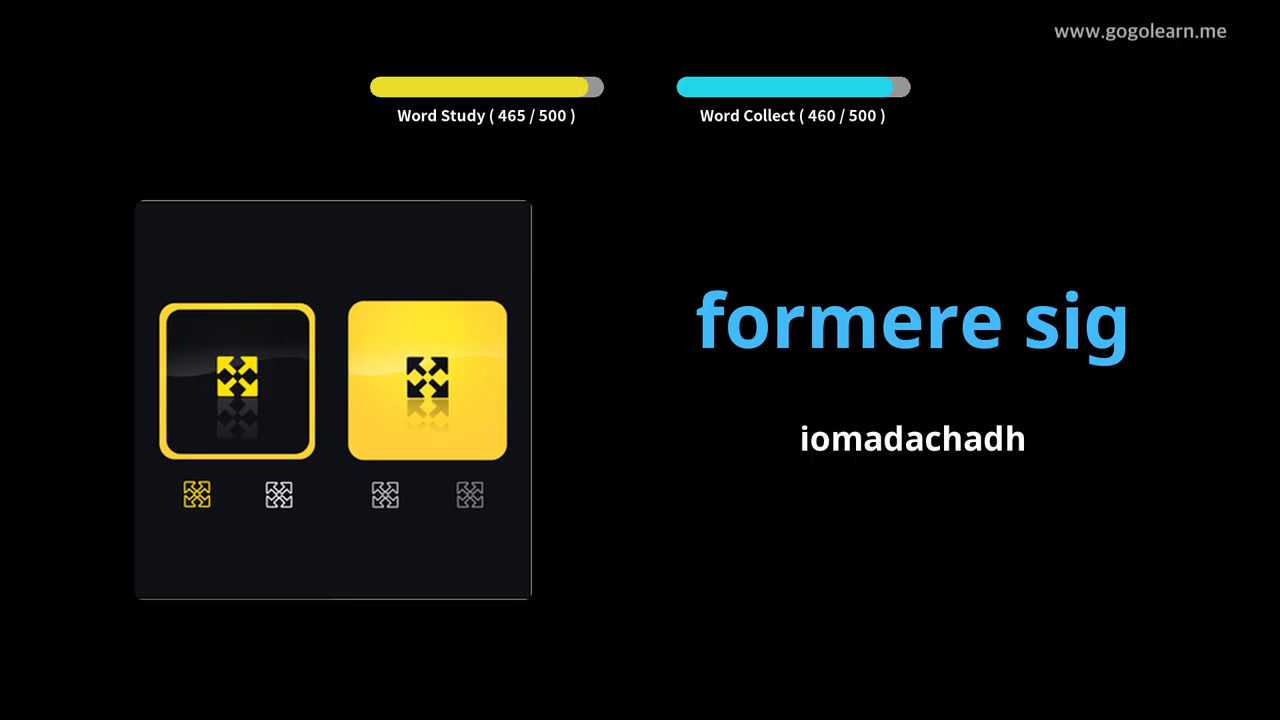 www.gogolearn.me
Word Study ( 465 / 500 )
Word Collect ( 460 / 500 )
formere sig
iomadachadh